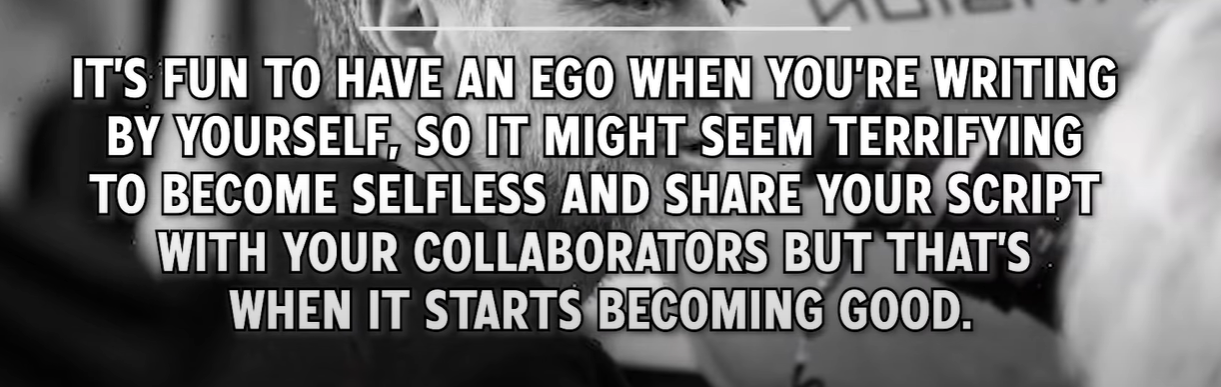 IT'S FUN TO HAVE AN EGO WHEN YOU'RE WRITING
BY YOURSELF, SO IT MIGHT SEEM TERRIFYING
TO BECOME SELFLESS AND SHARE YOUR SCRIPT
WITH YOUR COLLABORATORS BUT THAT'S
WHEN IT STARTS BECOMING GOOD.